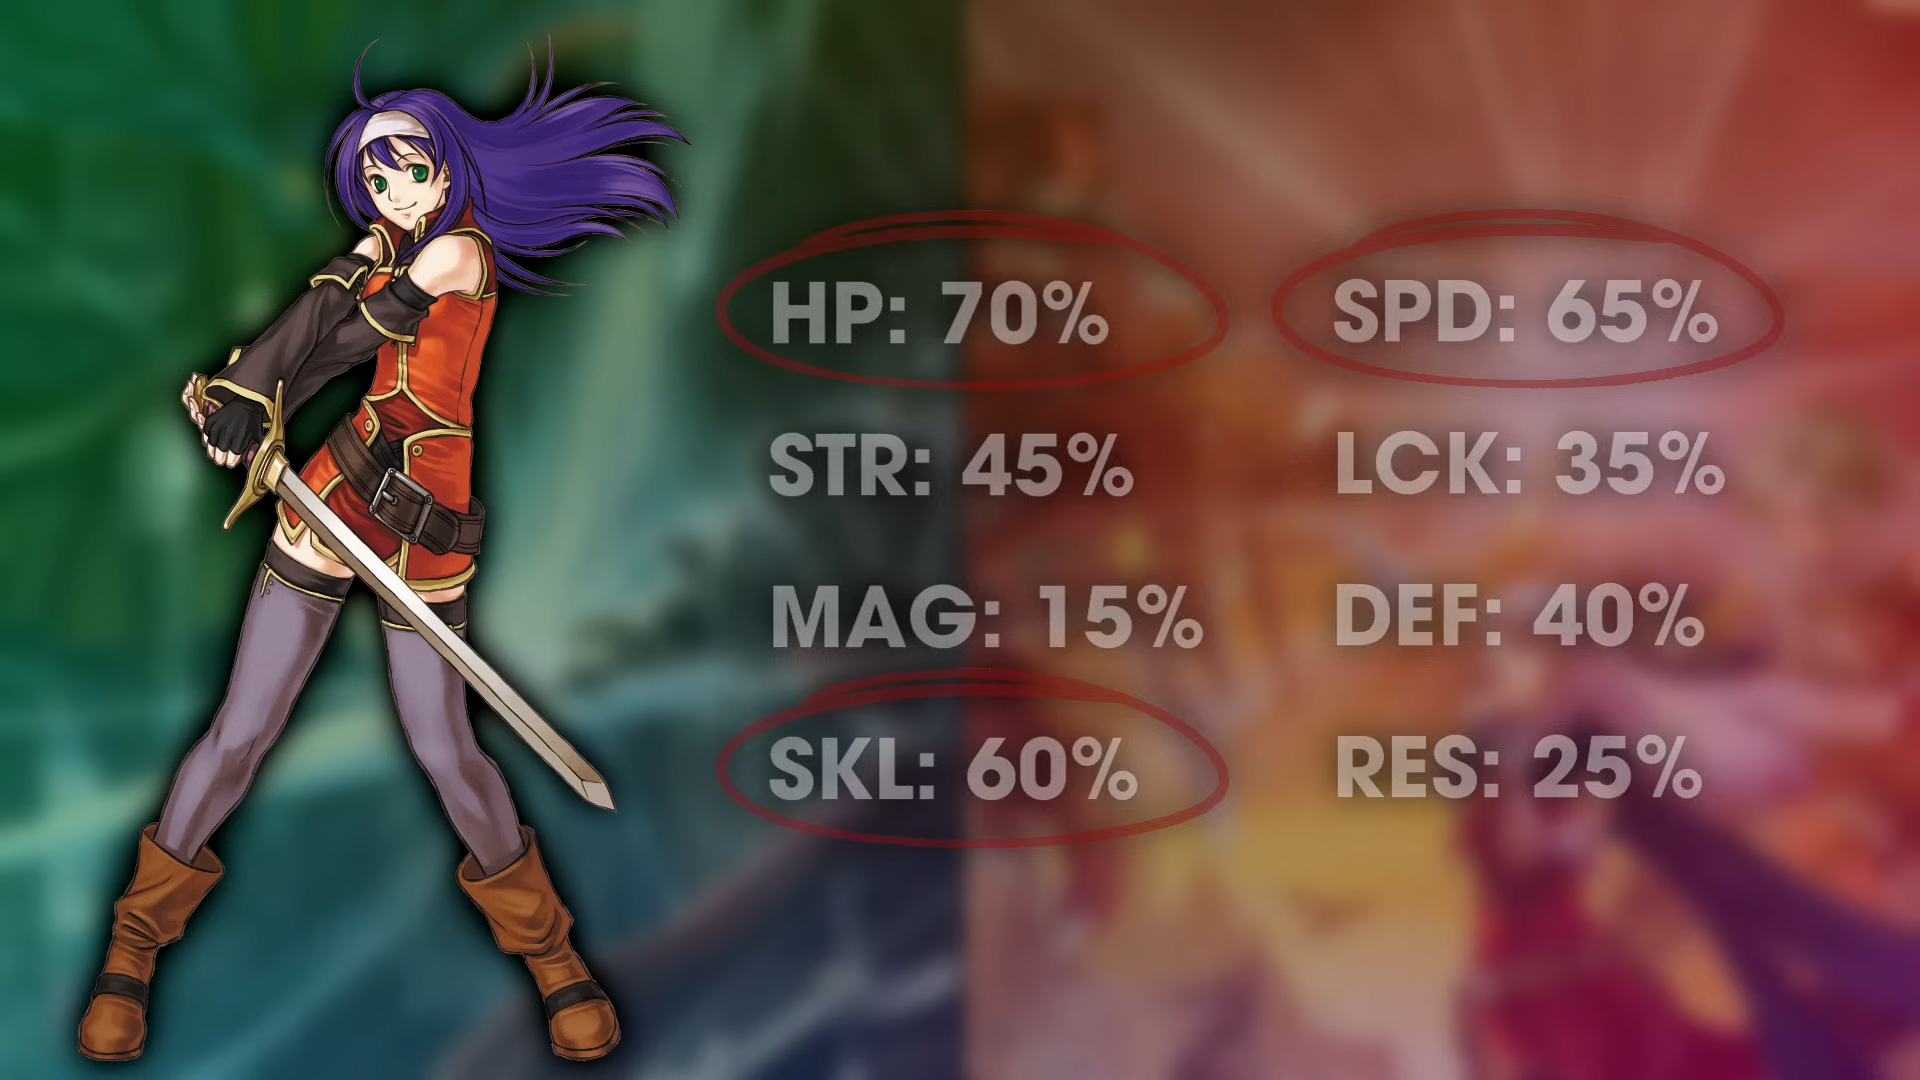 HP: 70%
STR: 45%
MAG: 15%
SKL: 60%
SPD: 65%
LCK: 35%
DEF: 40%
RES: 25%